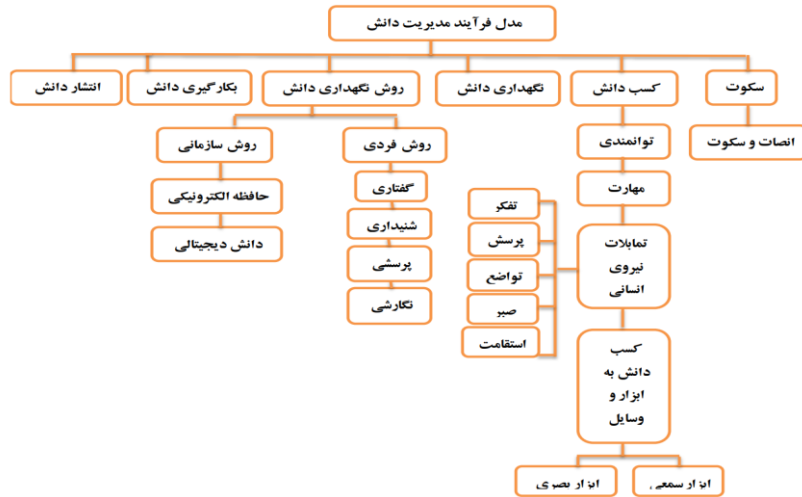 مدل فرآیند مدیریت دانش
سکوت
کسب دانش
نگهداری دانش
روش نگهداری دانش
بکارگیری دانش
انتشار دانش
انصات و سکوت
توانمندی
مهارت
تمایلات
نیروی
انسانی
تفکر
پرسش
تواضع
صبر
استقامت
کسب
دانش به
ابزار و
وسایل
ابزار سمعی
ابزار بصری
روش فردی
گفتاری
شنیداری
پرسشی
نگارشی
روش سازمانی
حافظه الکترونیکی
دانش دیجیتالی